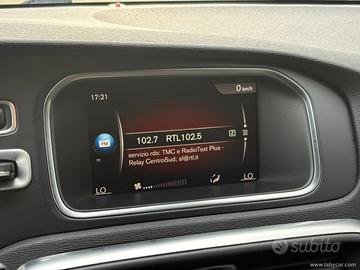 17:21
0 km/h
FM
102.7 RTL102.5
2
servizio rds: TMC e RadioText Plus -
Relay CentroSud; af@rtl.it
LO
LO
subito
www.labycar.com